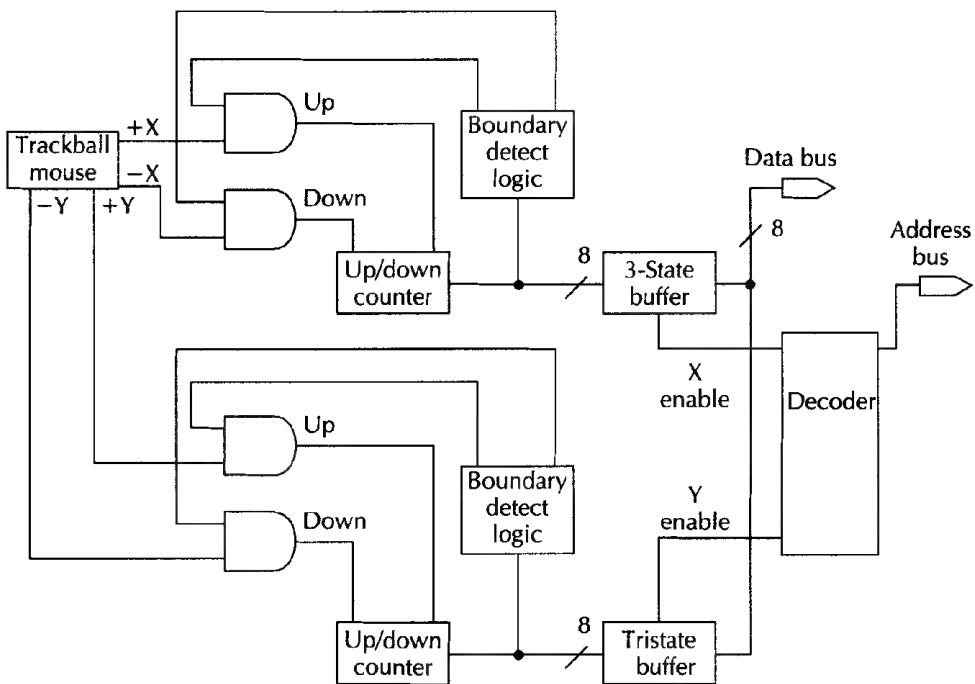 Trackball
mouse
+X
−X
−Y
+Y
Up
Down
Boundary
detect
logic
Up/down
counter
8
3-State
buffer
Data bus
8
Address
bus
X
enable
Decoder
Up
Down
Boundary
detect
logic
Y
enable
Up/down
counter
8
Tristate
buffer